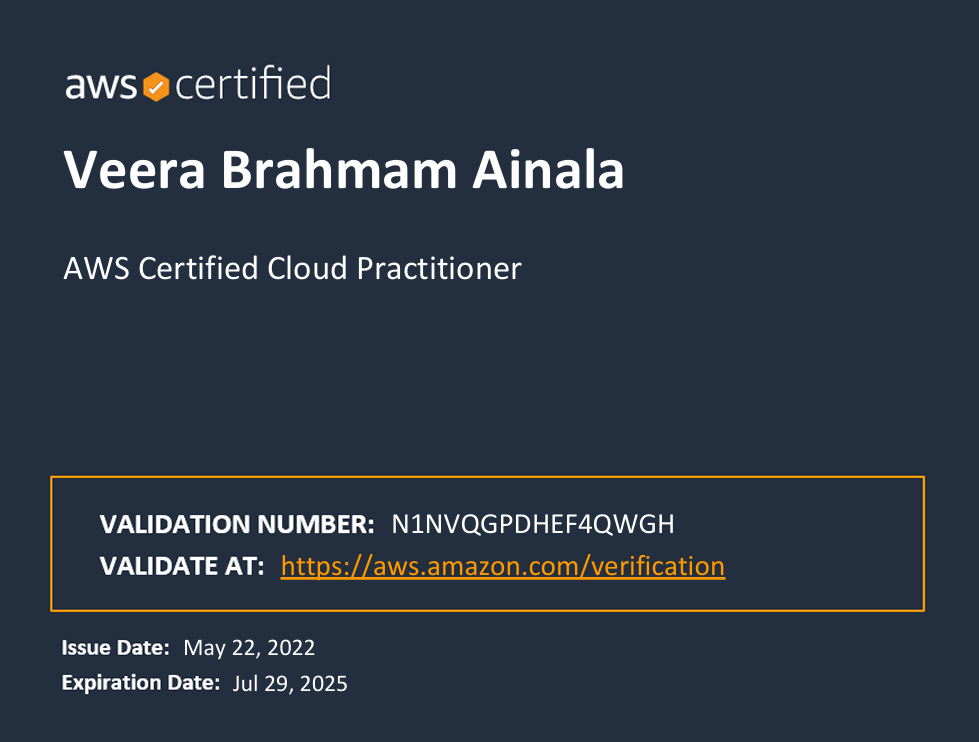 aws certified
Veera Brahmam Ainala
AWS Certified Cloud Practitioner
VALIDATION NUMBER: N1NVQGPDHEF4QWGH
VALIDATE AT: https://aws.amazon.com/verification
Issue Date: May 22, 2022
Expiration Date: Jul 29, 2025